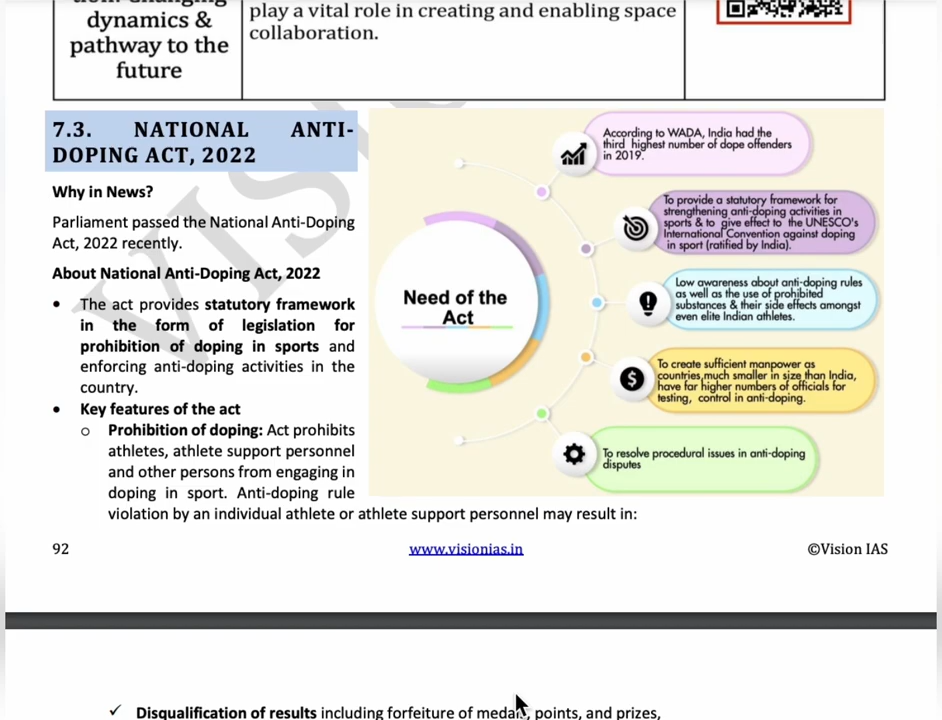 tion: Changing
dynamics &
pathway to the
future
play a vital role in creating and enabling space
collaboration.
7.3. NATIONAL ANTI-
DOPING ACT, 2022
Why in News?
Parliament passed the National Anti-Doping
Act, 2022 recently.
About National Anti-Doping Act, 2022
• The act provides statutory framework
in the form of legislation for
prohibition of doping in sports and
enforcing anti-doping activities in the
country.
• Key features of the act
o Prohibition of doping: Act prohibits
athletes, athlete support personnel
and other persons from engaging in
doping in sport. Anti-doping rule
violation by an individual athlete or athlete support personnel may result in:
Need of the
Act
According to WADA, India had the
third highest number of dope offenders
in 2019.
To provide a statutory framework for
strengthening anti-doping activities in
sports & to give effect to the UNESCO's
International Convention against doping
in sport (ratified by India).
Low awareness about anti-doping rules
as well as the use of prohibited
substances & their side effects amongst
even elite Indian athletes.
To create sufficient manpower as
countries,much smaller in size than India,
have far higher numbers of officials for
testing, control in anti-doping.
To resolve procedural issues in anti-doping
disputes
92
www.visionias.in
©Vision IAS
✓ Disqualification of results including forfeiture of medals, points, and prizes,